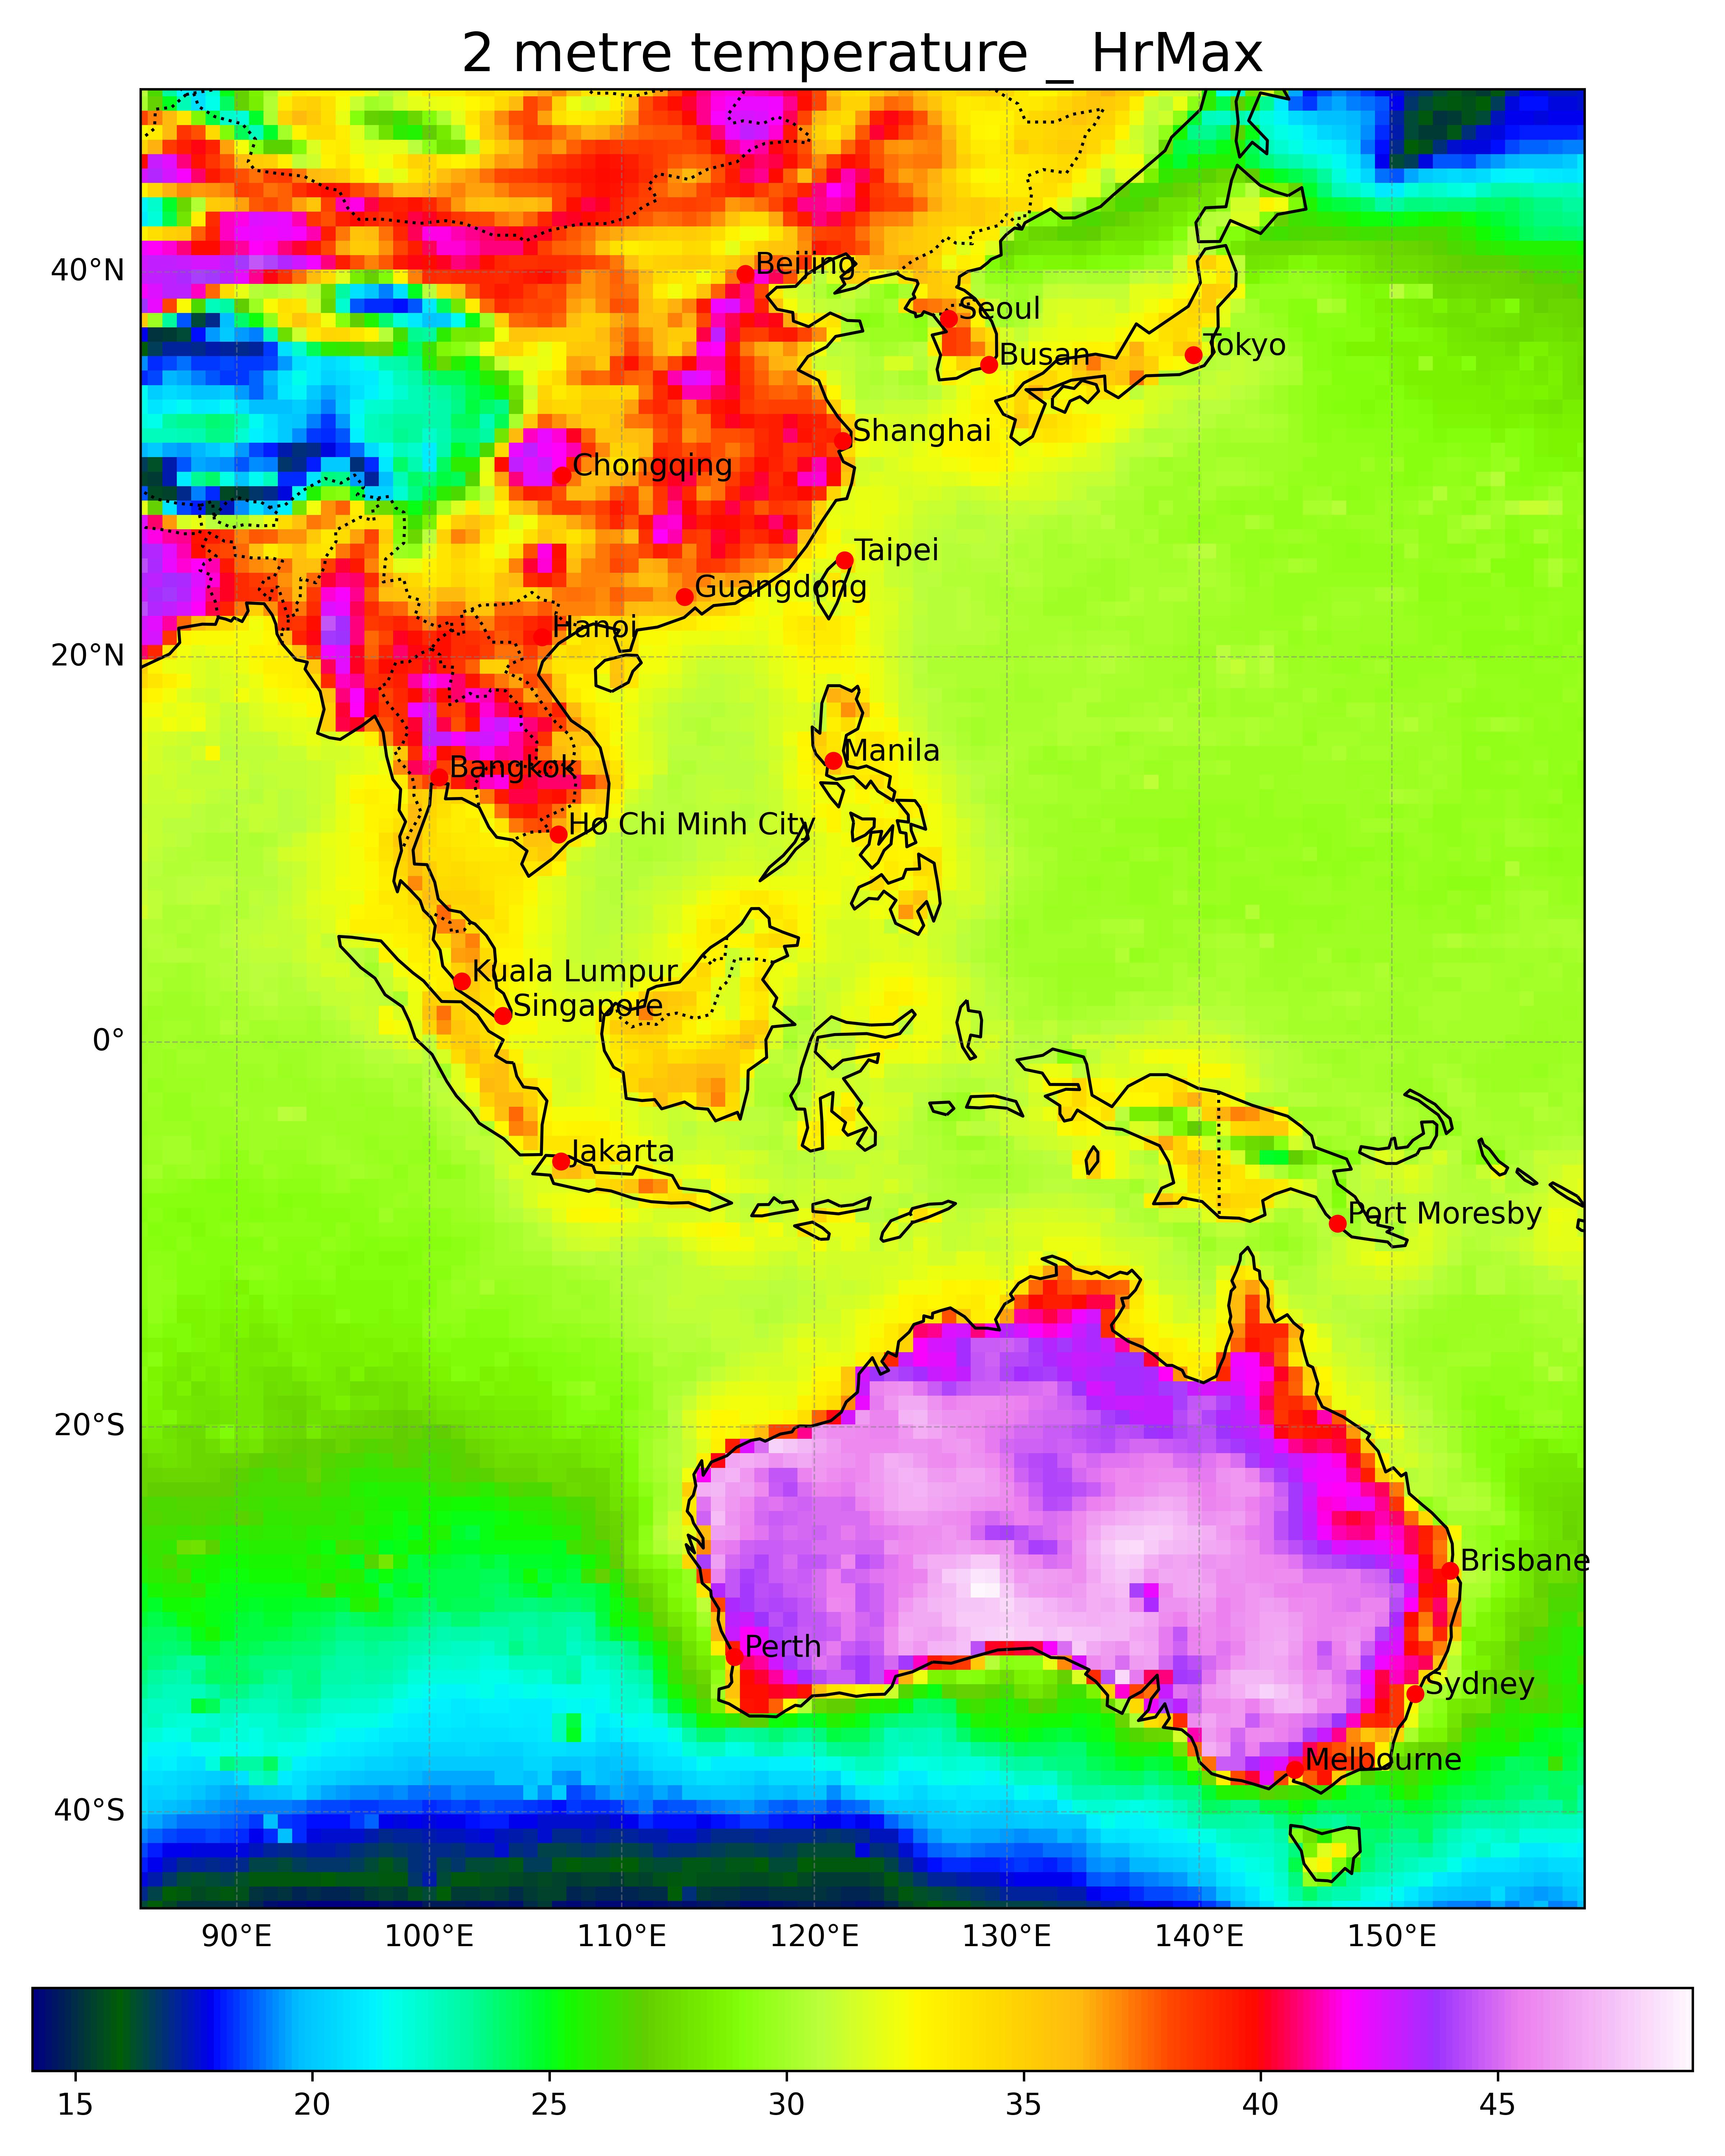 2 metre temperature _ HrMax
40°N
Beijing
Seoul
Tokyo
Busan
Shanghai
Chongqing
Taipei
Guangdong
Hanoi
20°N
Manila
Bangkok
Ho Chi Minh City
Kuala Lumpur
Singapore
0°
Jakarta
Port Moresby
20°S
Brisbane
Perth
Sydney
Melbourne
40°S
90°E 100°E 110°E 120°E 130°E 140°E 150°E
15 20 25 30 35 40 45